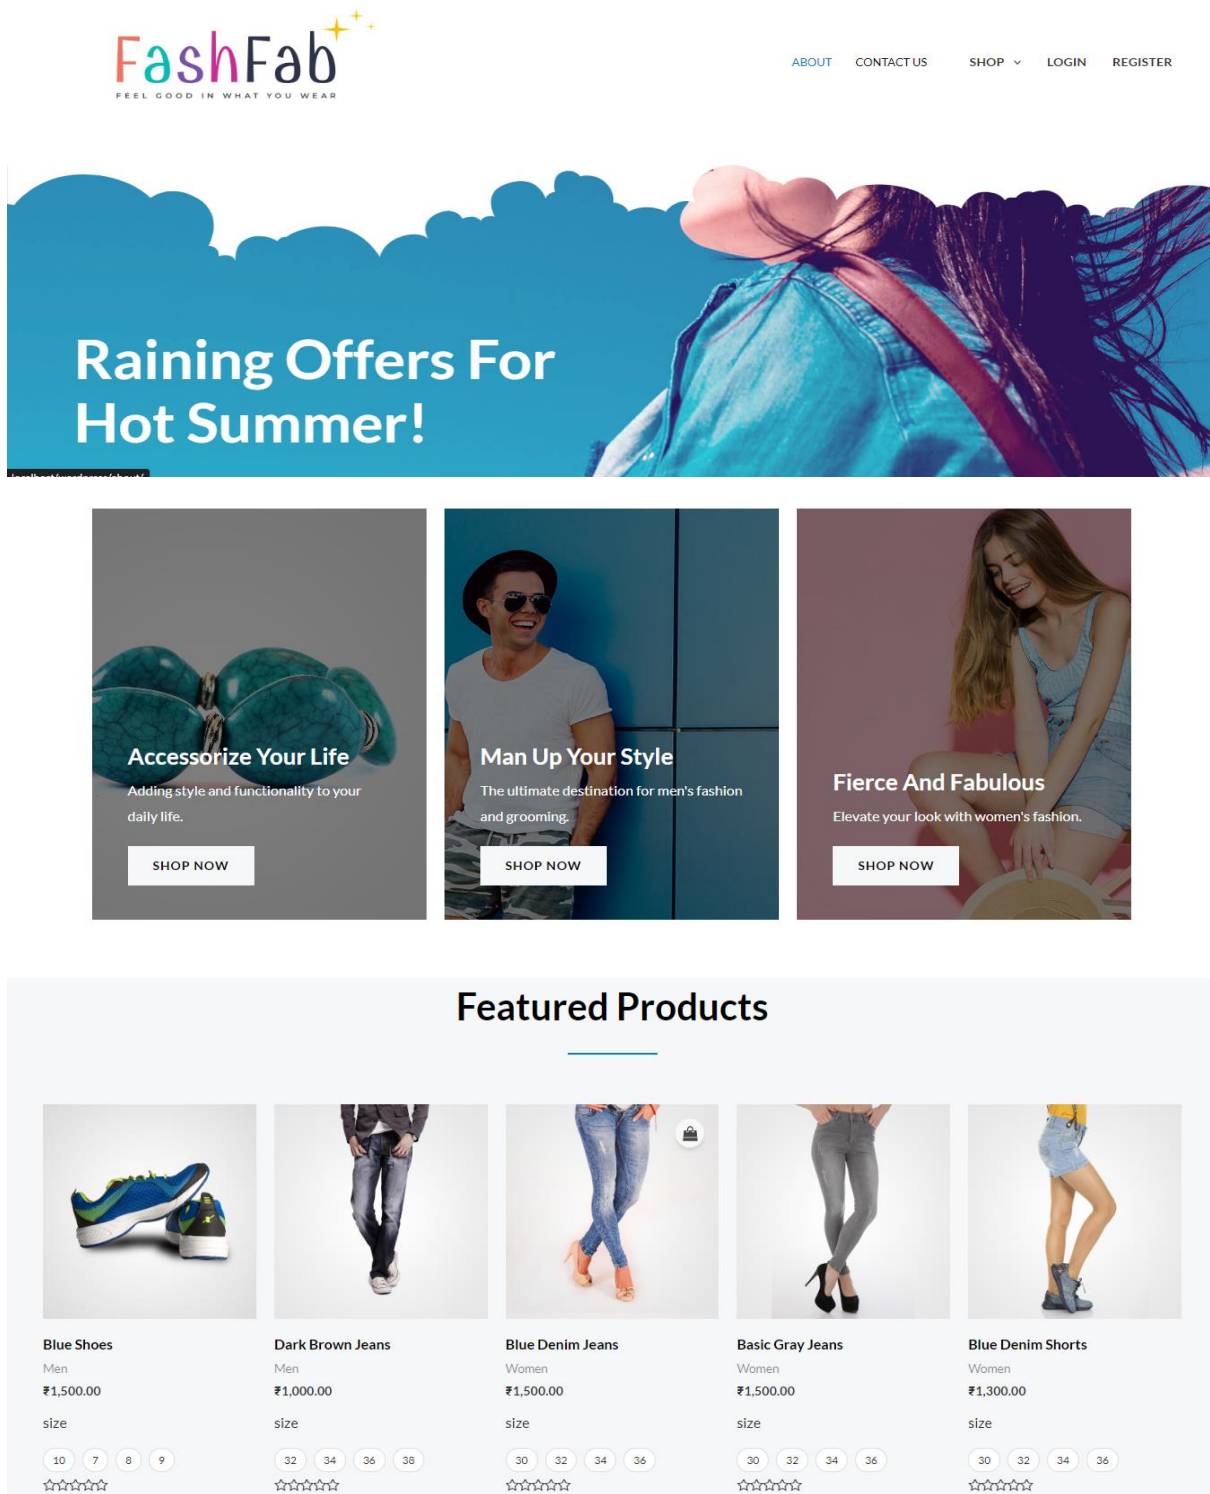 FashFab
FEEL GOOD IN WHAT YOU WEAR
ABOUT CONTACT US SHOP LOGIN REGISTER
Raining Offers For
Hot Summer!
Accessorize Your Life
Adding style and functionality to your
daily life.
SHOP NOW
Man Up Your Style
The ultimate destination for men's fashion
and grooming.
SHOP NOW
Fierce And Fabulous
Elevate your look with women's fashion.
SHOP NOW
Featured Products
Blue Shoes
Men
₹1,500.00
size
10 7 8 9
Dark Brown Jeans
Men
₹1,000.00
size
32 34 36 38
Blue Denim Jeans
Women
₹1,500.00
size
30 32 34 36
Basic Gray Jeans
Women
₹1,500.00
size
30 32 34 36
Blue Denim Shorts
Women
₹1,300.00
size
30 32 34 36